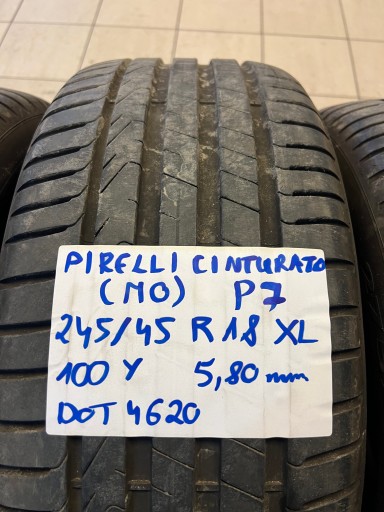 PIRELLI CINTURATO
(MO) P7
245/45 R18 XL
100 Y 5,80 mm
DOT 4620